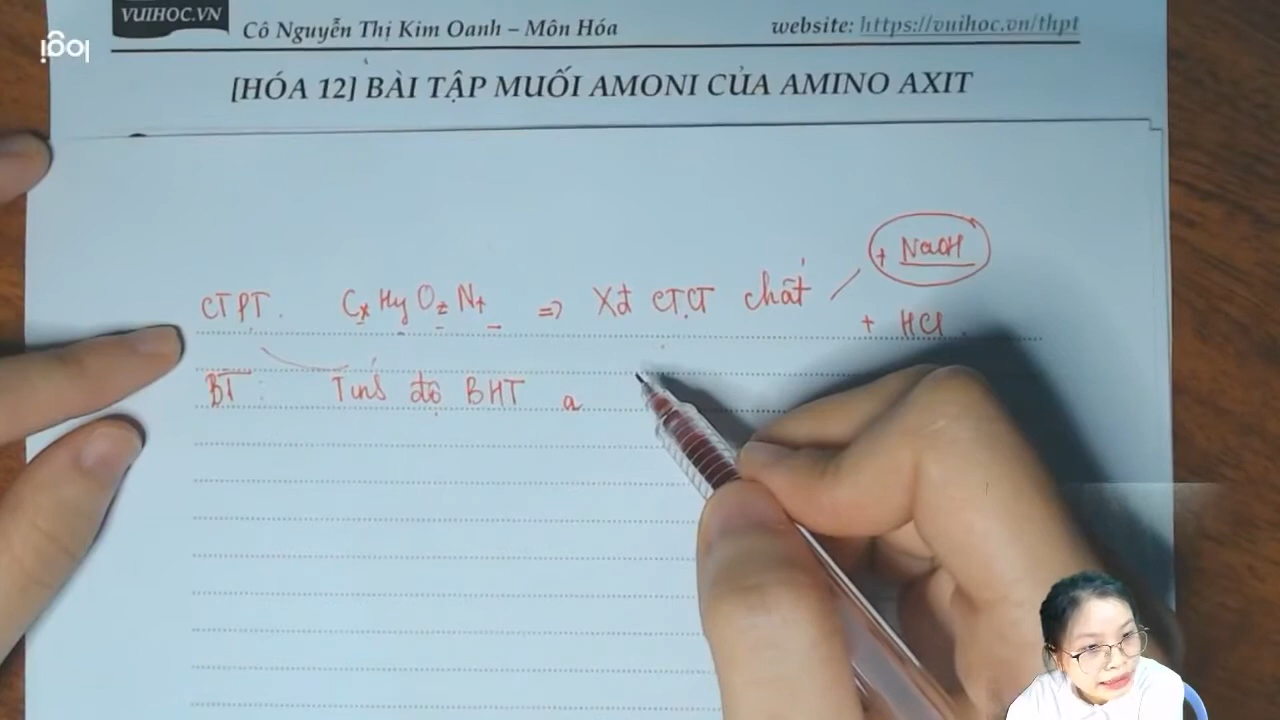 VUIHOC.VN
Cô Nguyễn Thị Kim Oanh – Môn Hóa
website: https://vuihoc.vn/thpt
logi
[HÓA 12] BÀI TẬP MUỐI AMONI CỦA AMINO AXIT
+ NaOH
CTPT. CxHyOzNt => Xđ CTCT chất
+ HCl.
BT: Tính độ BHT a